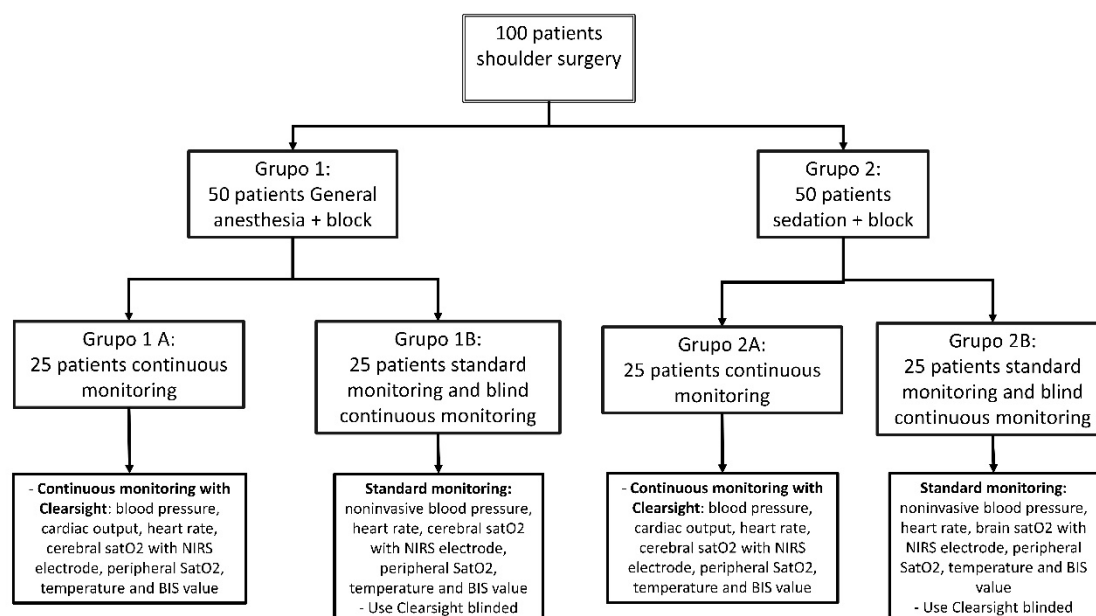 100 patients
shoulder surgery
Grupo 1:
50 patients General
anesthesia + block
Grupo 2:
50 patients
sedation + block
Grupo 1 A:
25 patients continuous
monitoring
Grupo 1B:
25 patients standard
monitoring and blind
continuous monitoring
Grupo 2A:
25 patients continuous
monitoring
Grupo 2B:
25 patients standard
monitoring and blind
continuous monitoring
- Continuous monitoring with
Clearsight: blood pressure,
cardiac output, heart rate,
cerebral satO2 with NIRS
electrode, peripheral SatO2,
temperature and BIS value
Standard monitoring:
noninvasive blood pressure,
heart rate, cerebral satO2
with NIRS electrode,
peripheral SatO2,
temperature and BIS value
- Use Clearsight blinded
- Continuous monitoring with
Clearsight: blood pressure,
cardiac output, heart rate,
cerebral satO2 with NIRS
electrode, peripheral SatO2,
temperature and BIS value
Standard monitoring:
noninvasive blood pressure,
heart rate, brain satO2 with
NIRS electrode, peripheral
SatO2, temperature and BIS
value
- Use Clearsight blinded